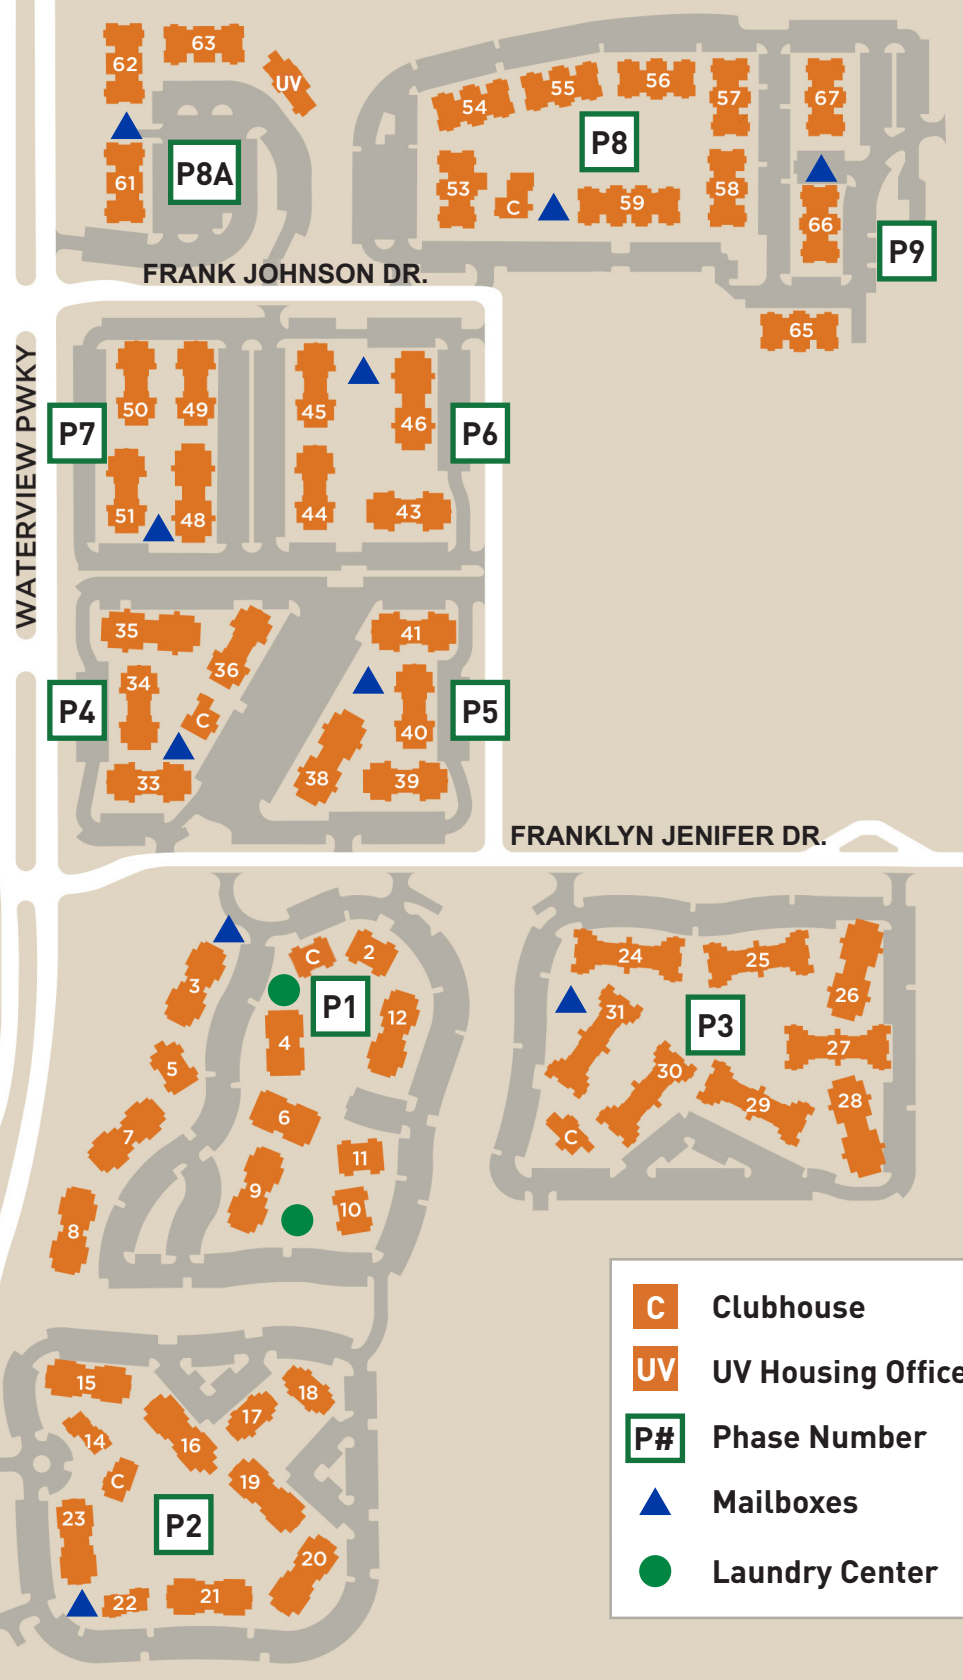 62
63
UV
P8A
61
54
55
56
57
67
P8
53
C
59
58
66
P9
FRANK JOHNSON DR.
65
WATERVIEW PWKY
50
49
45
46
P7
P6
51
48
44
43
35
36
41
34
C
P4
P5
40
33
38
39
FRANKLYN JENIFER DR.
3
C
2
P1
12
4
5
6
7
11
9
10
8
24
25
26
31
P3
27
30
29
28
C
15
18
17
14
16
C
19
23
P2
20
22
21
C Clubhouse
UV UV Housing Office
P# Phase Number
Mailboxes
Laundry Center